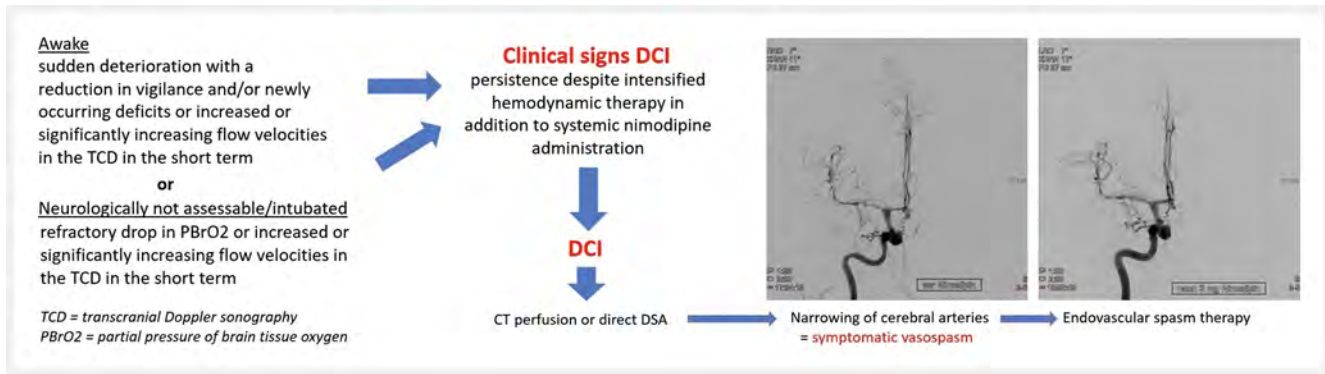 Awake
sudden deterioration with a
reduction in vigilance and/or newly
occurring deficits or increased or
significantly increasing flow velocities
in the TCD in the short term
or
Neurologically not assessable/intubated
refractory drop in PBrO2 or increased or
significantly increasing flow velocities in
the TCD in the short term
TCD = transcranial Doppler sonography
PBrO2 = partial pressure of brain tissue oxygen
Clinical signs DCI
persistence despite intensified
hemodynamic therapy in
addition to systemic nimodipine
administration
DCI
CT perfusion or direct DSA
Narrowing of cerebral arteries
= symptomatic vasospasm
Endovascular spasm therapy